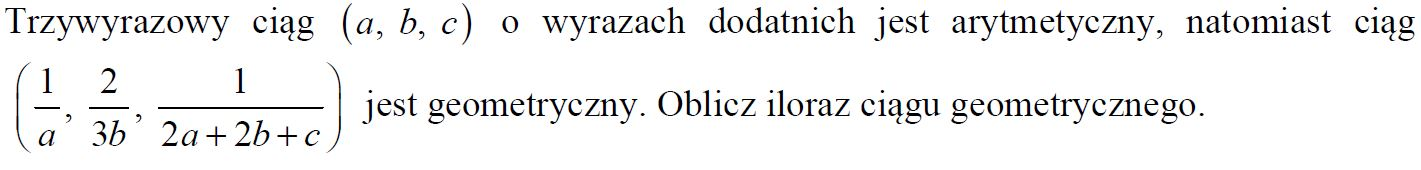 Trzywyrazowy ciąg (a, b, c) o wyrazach dodatnich jest arytmetyczny, natomiast ciąg
(1/a, 2/3b, 1/2a+2b+c) jest geometryczny. Oblicz iloraz ciągu geometrycznego.